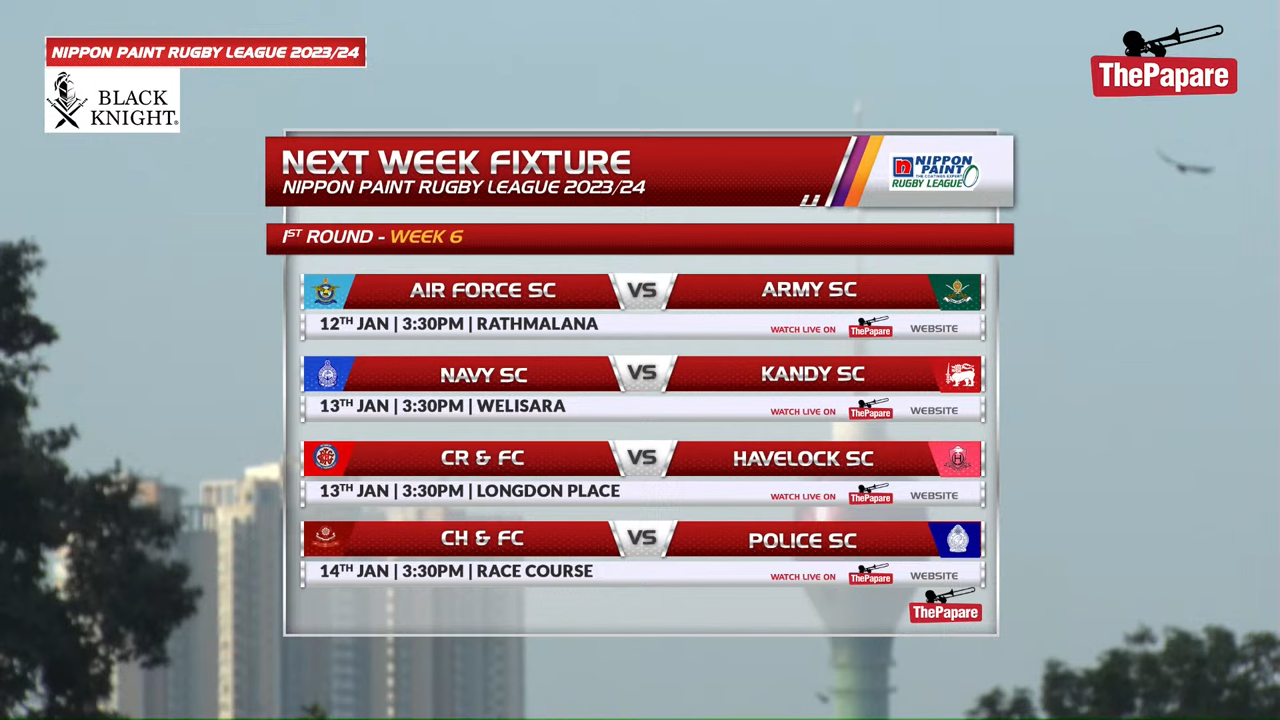 NIPPON PAINT RUGBY LEAGUE 2023/24
BLACK
KNIGHT®
ThePapare
NEXT WEEK FIXTURE
NIPPON PAINT RUGBY LEAGUE 2023/24
NIPPON
PAINT
THE COATINGS EXPERT
RUGBY LEAGUE
1ST ROUND - WEEK 6
AIR FORCE SC VS ARMY SC
12TH JAN | 3:30PM | RATHMALANA WATCH LIVE ON ThePapare WEBSITE
NAVY SC VS KANDY SC
13TH JAN | 3:30PM | WELISARA WATCH LIVE ON ThePapare WEBSITE
CR & FC VS HAVELOCK SC
13TH JAN | 3:30PM | LONGDON PLACE WATCH LIVE ON ThePapare WEBSITE
CH & FC VS POLICE SC
14TH JAN | 3:30PM | RACE COURSE WATCH LIVE ON ThePapare WEBSITE
ThePapare